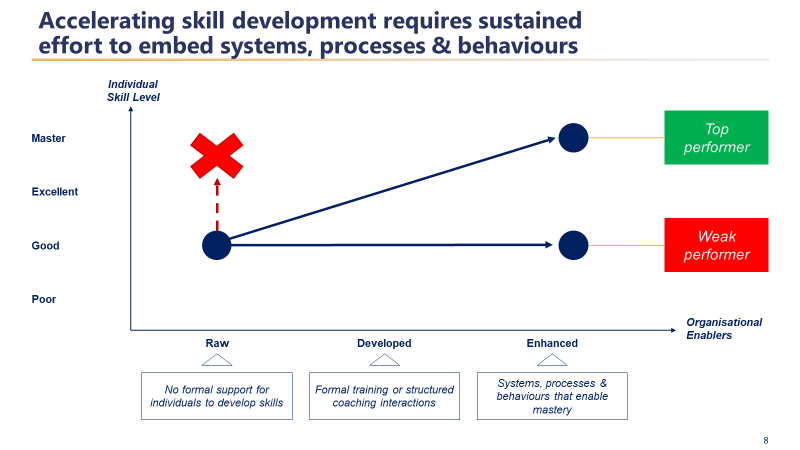 Accelerating skill development requires sustained
effort to embed systems, processes & behaviours
Individual
Skill Level
Master
Excellent
Good
Poor
Top
performer
Weak
performer
Organisational
Enablers
Raw
Developed
Enhanced
No formal support for
individuals to develop skills
Formal training or structured
coaching interactions
Systems, processes &
behaviours that enable
mastery
8